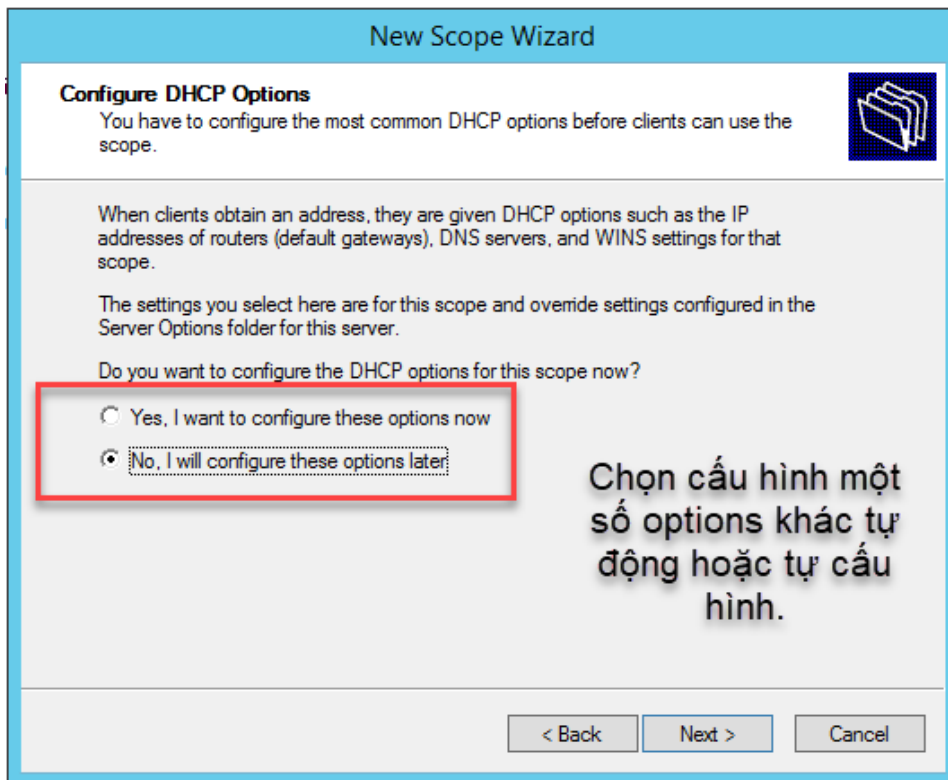 New Scope Wizard
Configure DHCP Options
You have to configure the most common DHCP options before clients can use the
scope.
When clients obtain an address, they are given DHCP options such as the IP
addresses of routers (default gateways), DNS servers, and WINS settings for that
scope.
The settings you select here are for this scope and override settings configured in the
Server Options folder for this server.
Do you want to configure the DHCP options for this scope now?
Yes, I want to configure these options now
No, I will configure these options later
Chọn cấu hình một
số options khác tự
động hoặc tự cấu
hình.
< Back Next > Cancel